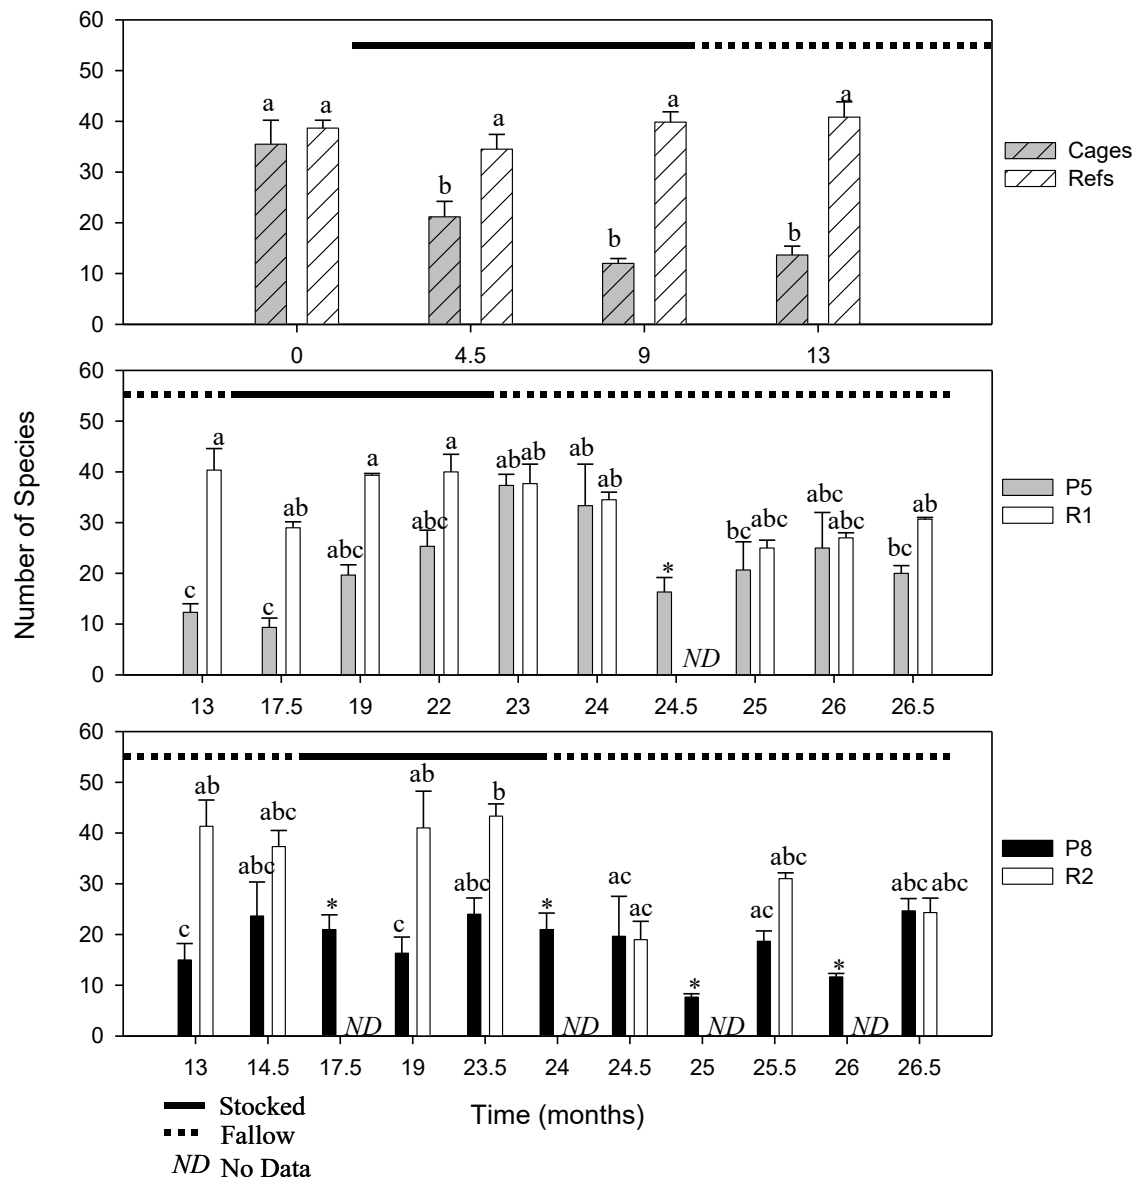 60
50
40
30
20
10
0
a a b a b a b a
0 4.5 9 13
Cages
Refs
60
50
40
30
20
10
0
c a c ab abc a abc a ab ab ab ab * ND bc abc abc abc bc ab
13 17.5 19 22 23 24 24.5 25 26 26.5
P5
R1
Number of Species
60
50
40
30
20
10
0
c ab abc abc * ND c ab abc b * ND ac ac * ND ac abc * ND abc abc
13 14.5 17.5 19 23.5 24 24.5 25 25.5 26 26.5
P8
R2
Time (months)
Stocked
Fallow
ND No Data